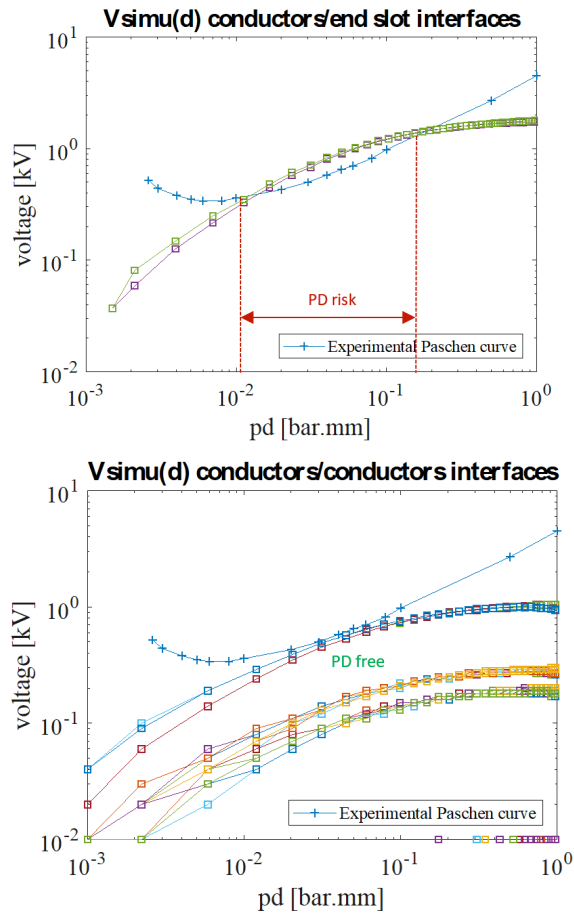 Vsimu(d) conductors/end slot interfaces
10^1
10^0
10^-1
10^-2
voltage [kV]
PD risk
Experimental Paschen curve
10^-3
10^-2
10^-1
10^0
pd [bar.mm]
Vsimu(d) conductors/conductors interfaces
10^1
10^0
10^-1
10^-2
voltage [kV]
PD free
Experimental Paschen curve
10^-3
10^-2
10^-1
10^0
pd [bar.mm]